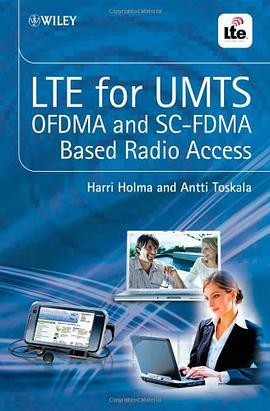 WILEY
LTE
LTE for UMTS
OFDMA and SC-FDMA
Based Radio Access
Harri Holma and Antti Toskala